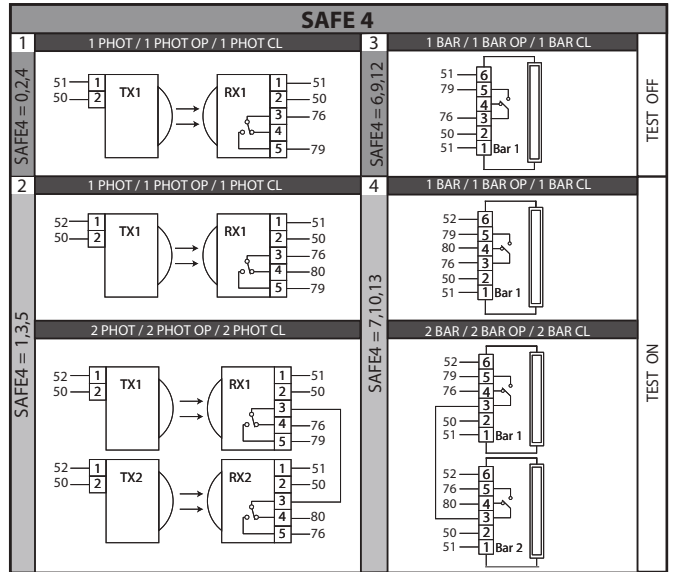 SAFE 4
1
1 PHOT / 1 PHOT OP / 1 PHOT CL
SAFE4 = 0,2,4
51 1
50 2
TX1
RX1
1 51
2 50
3 76
4
5 79
3
1 BAR / 1 BAR OP / 1 BAR CL
SAFE4 = 6,9,12
51 6
79 5
4
76 3
50 2
51 1 Bar 1
TEST OFF
2
1 PHOT / 1 PHOT OP / 1 PHOT CL
SAFE4 = 1,3,5
52 1
50 2
TX1
RX1
1 51
2 50
3 76
4 80
5 79
2 PHOT / 2 PHOT OP / 2 PHOT CL
52 1
50 2
TX1
RX1
1 51
2 50
3
4 76
5 79
52 1
50 2
TX2
RX2
1 51
2 50
3
4 80
5 76
4
1 BAR / 1 BAR OP / 1 BAR CL
SAFE4 = 7,10,13
52 6
79 5
80 4
76 3
50 2
51 1 Bar 1
2 BAR / 2 BAR OP / 2 BAR CL
52 6
79 5
76 4
3
50 2
51 1 Bar 1
52 6
76 5
80 4
3
50 2
51 1 Bar 2
TEST ON